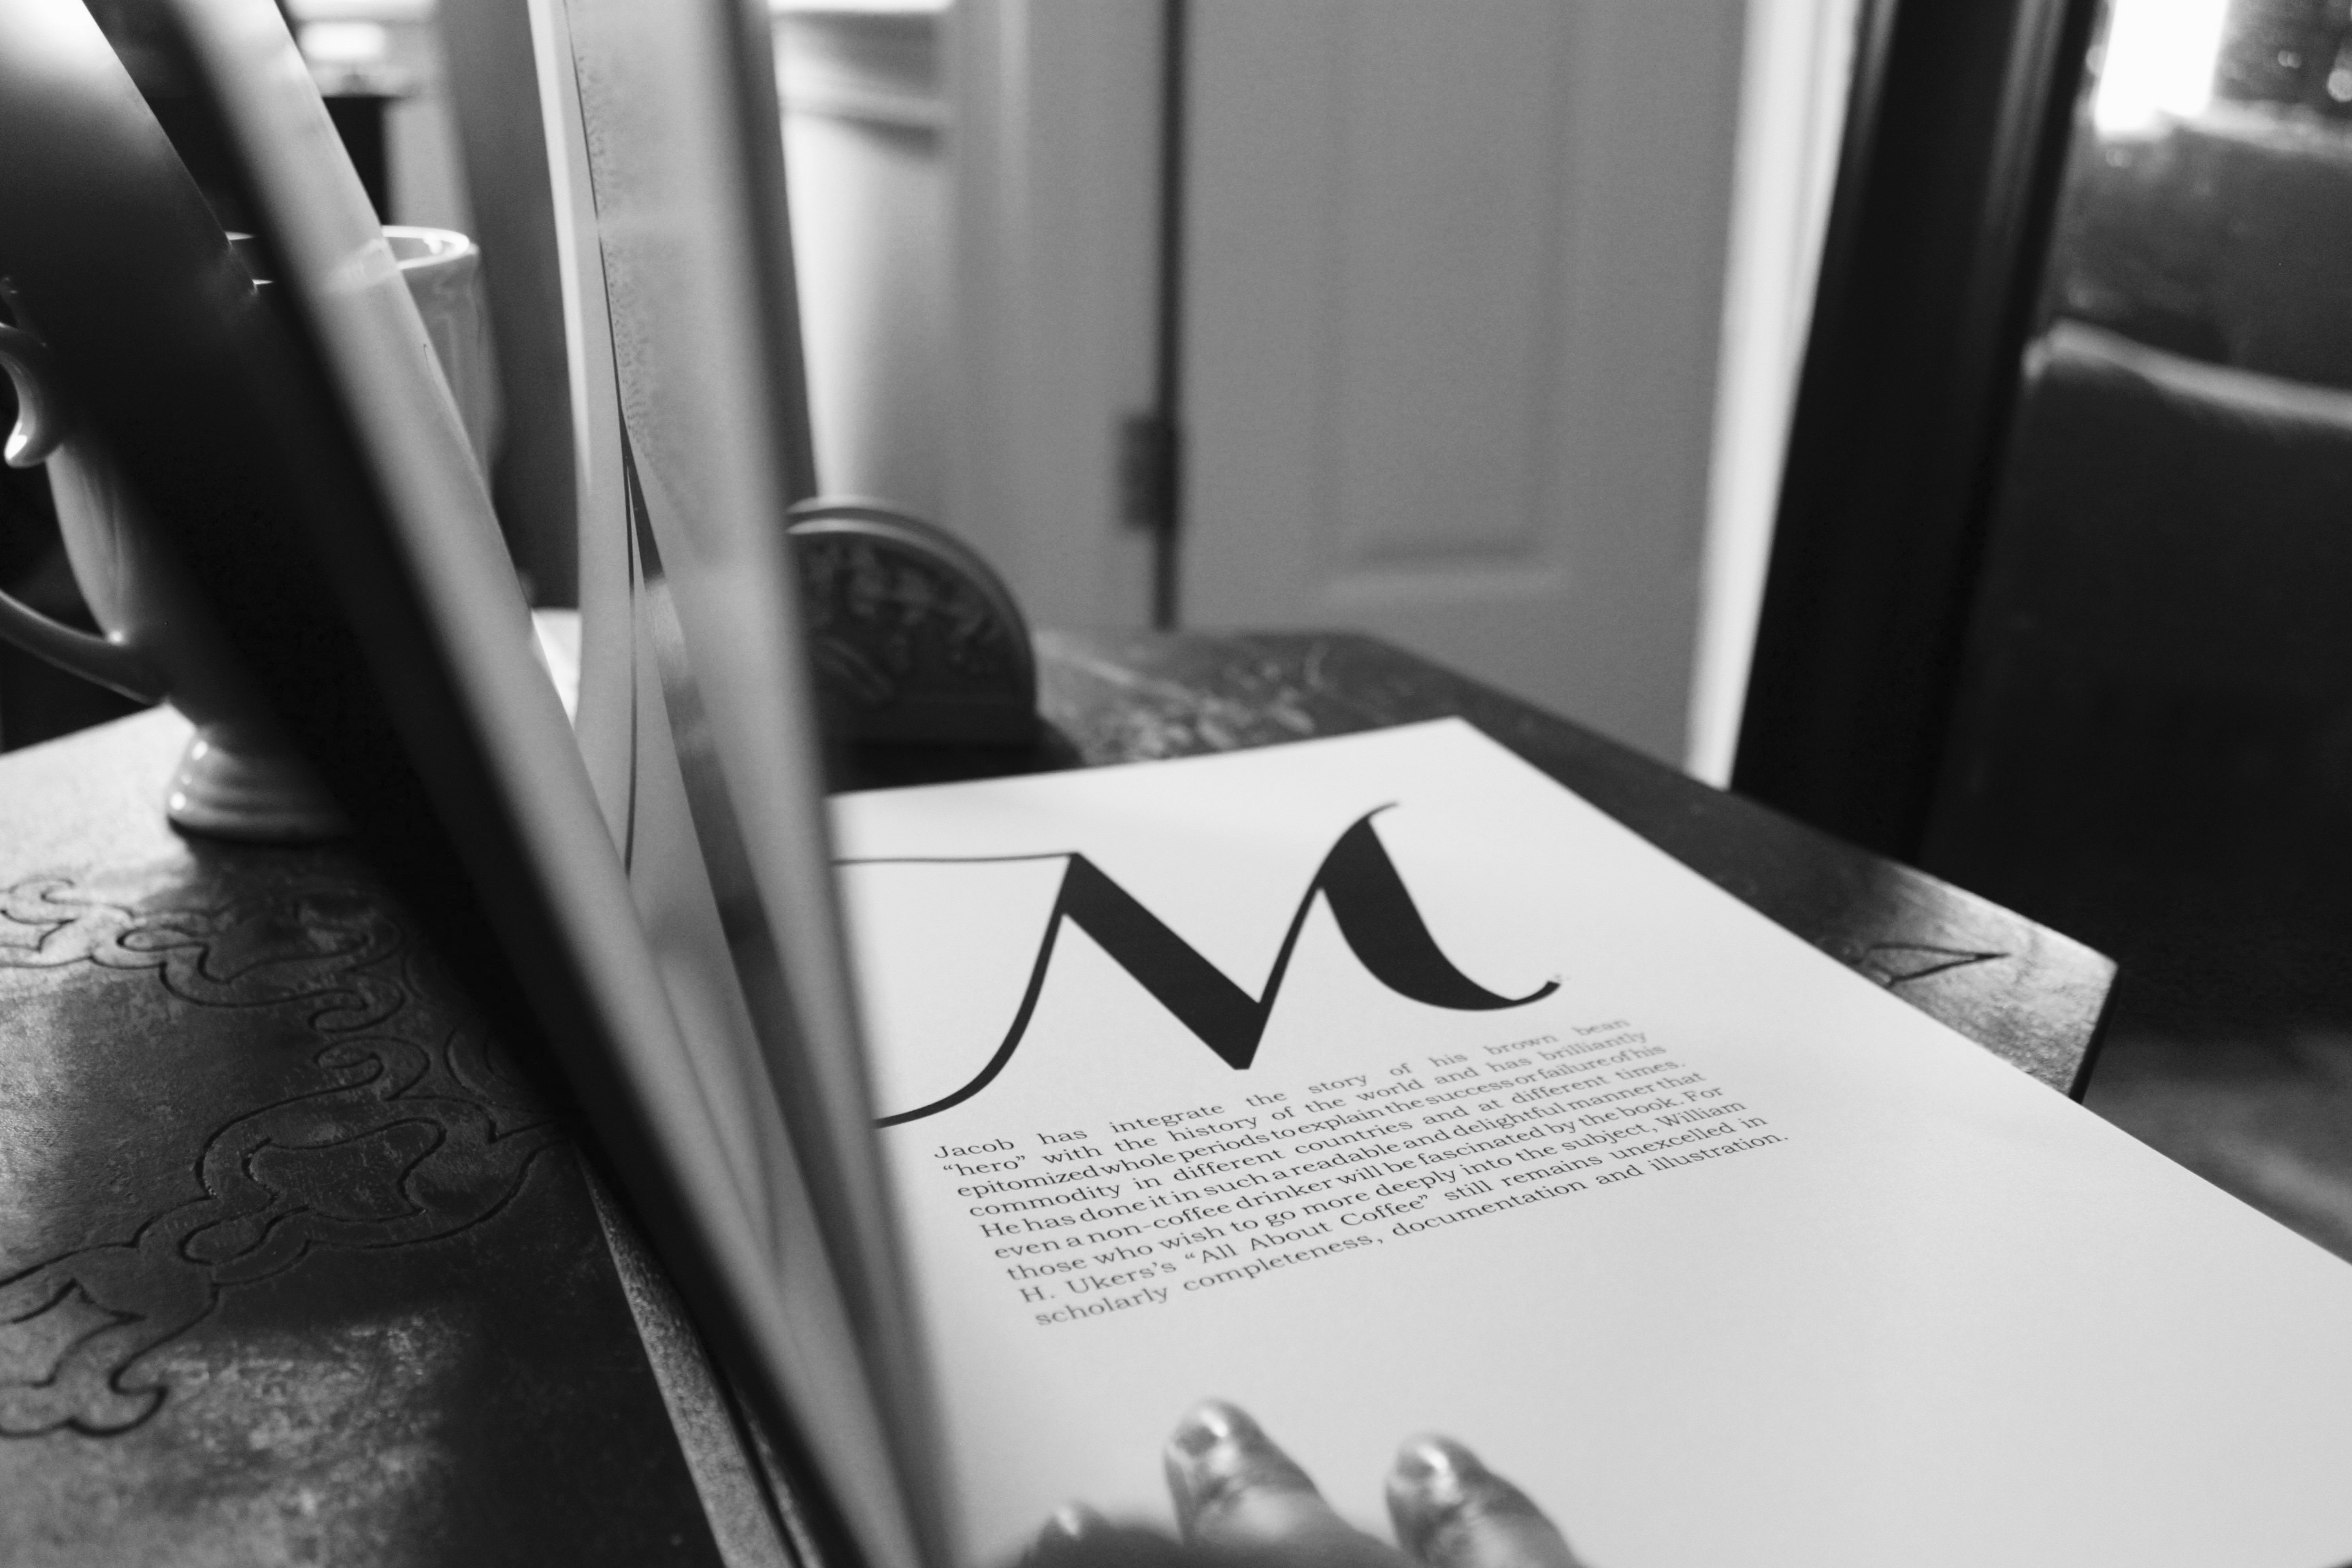 M
Jacob has integrate the story of his brown bean
“hero” with the history of the world and has brilliantly
epitomized whole periods to explain the success or failure of his
commodity in different countries and at different times.
He has done it in such a readable and delightful manner that
even a non-coffee drinker will be fascinated by the book. For
those who wish to go more deeply into the subject, William
H. Ukers’s “All About Coffee” still remains unexcelled in
scholarly completeness, documentation and illustration.